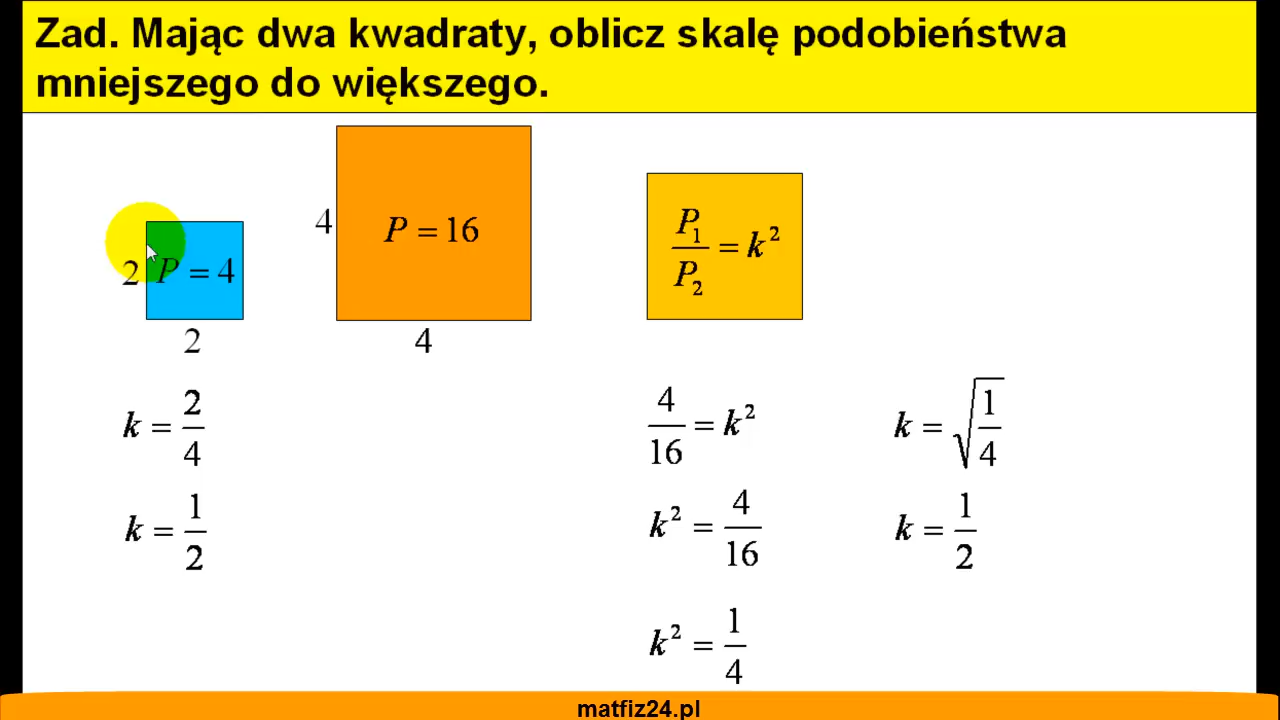 Zad. Mając dwa kwadraty, oblicz skalę podobieństwa
mniejszego do większego.
2
P = 4
2
4
P = 16
4
P₁/P₂ = k²
k = 2/4
k = 1/2
4/16 = k²
k² = 4/16
k² = 1/4
k = √(1/4)
k = 1/2
matfiz24.pl